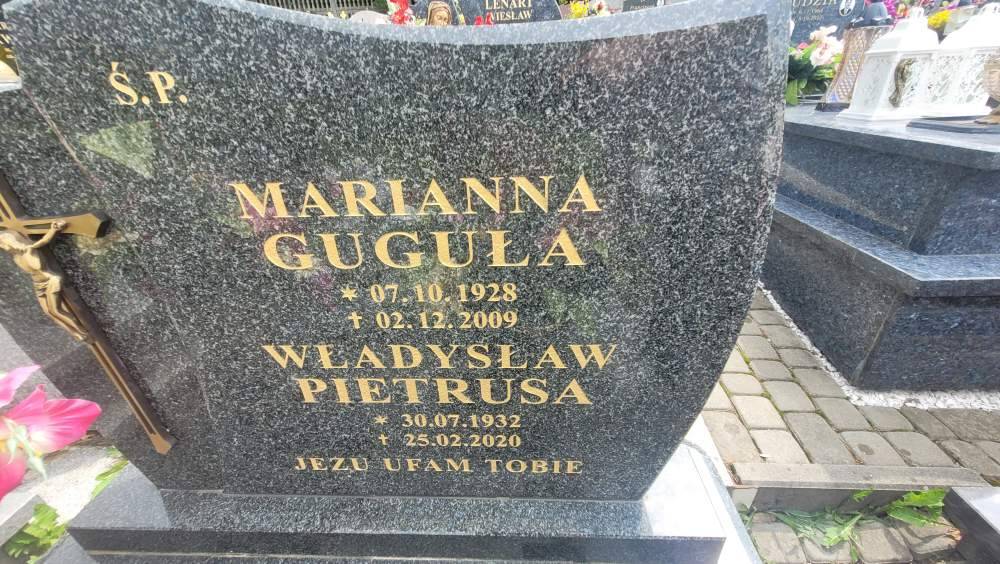 LENART
WIESŁAW
Ś.P.
MARIANNA
GUGUŁA
* 07.10.1928
✝ 02.12.2009
WŁADYSŁAW
PIETRUSA
* 30.07.1932
✝ 25.02.2020
JEZU UFAM TOBIE